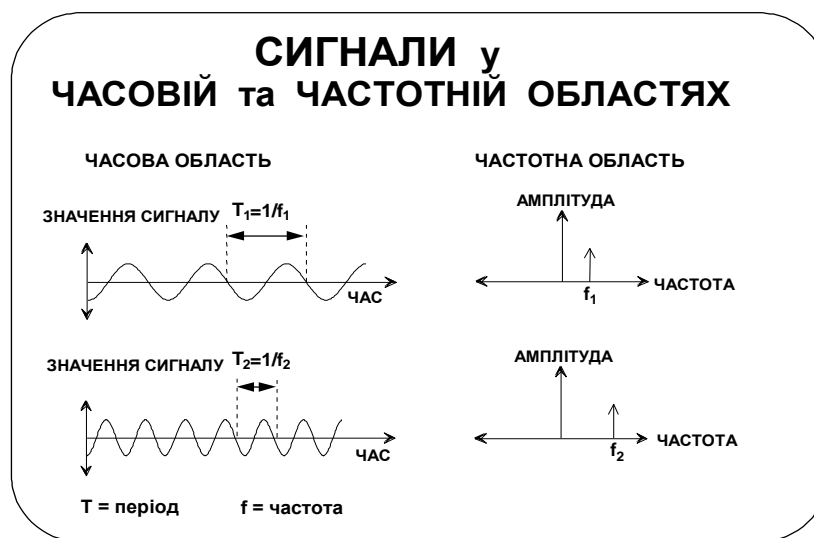 СИГНАЛИ у
ЧАСОВІЙ та ЧАСТОТНІЙ ОБЛАСТЯХ
ЧАСОВА ОБЛАСТЬ
ЧАСТОТНА ОБЛАСТЬ
ЗНАЧЕННЯ СИГНАЛУ
T₁=1/f₁
ЧАС
АМПЛІТУДА
ЧАСТОТА
f₁
ЗНАЧЕННЯ СИГНАЛУ
T₂=1/f₂
ЧАС
АМПЛІТУДА
ЧАСТОТА
f₂
T = період
f = частота